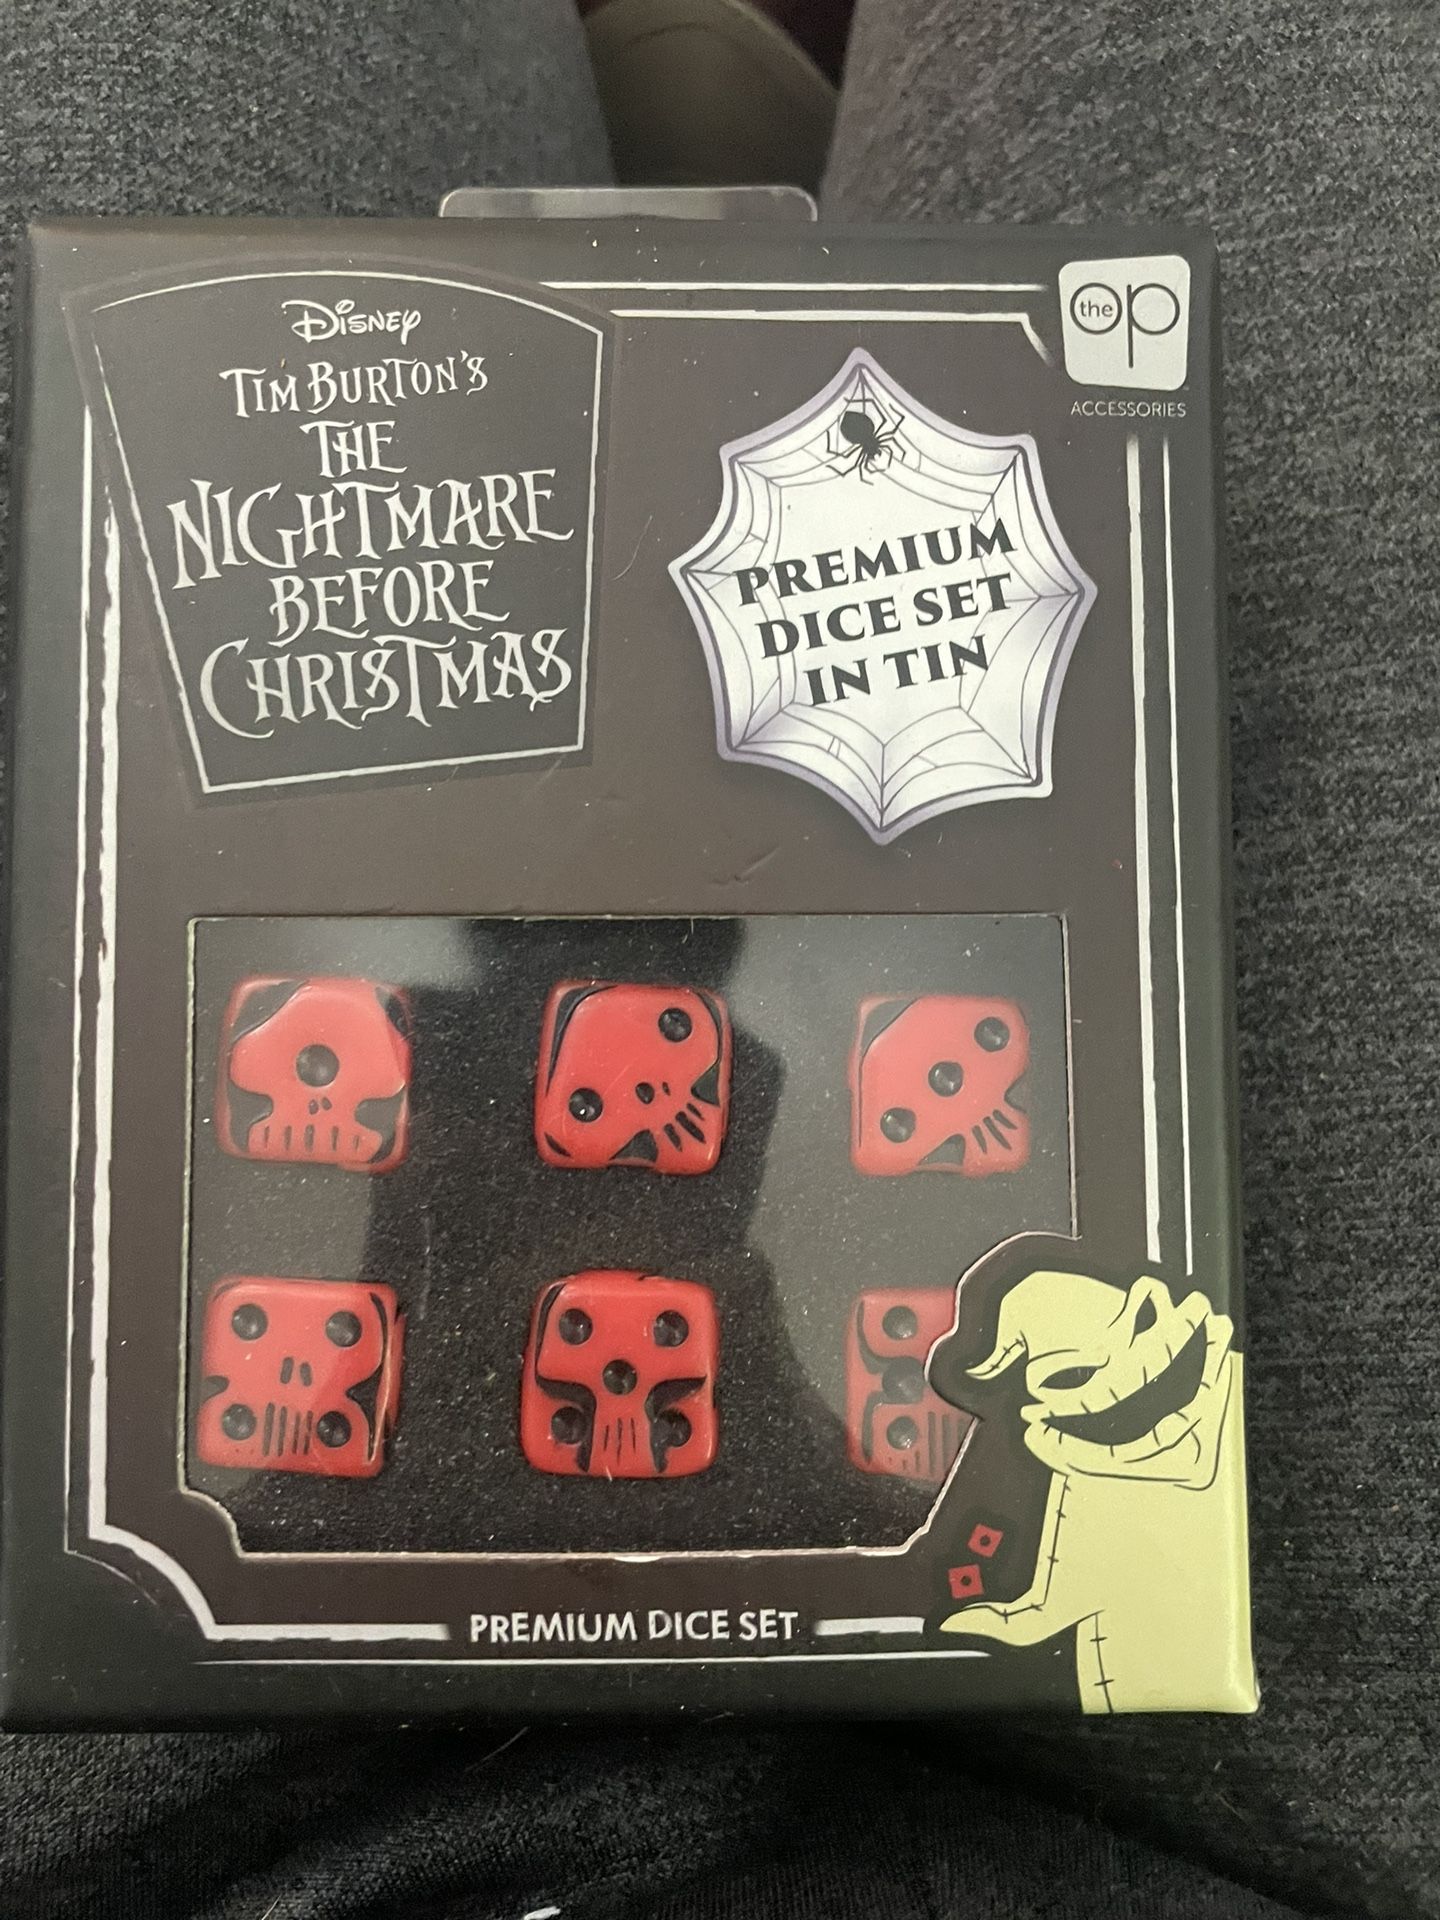 Disney
Tim Burton's
The
Nightmare
Before
Christmas
the op
ACCESSORIES
PREMIUM
DICE SET
IN TIN
PREMIUM DICE SET